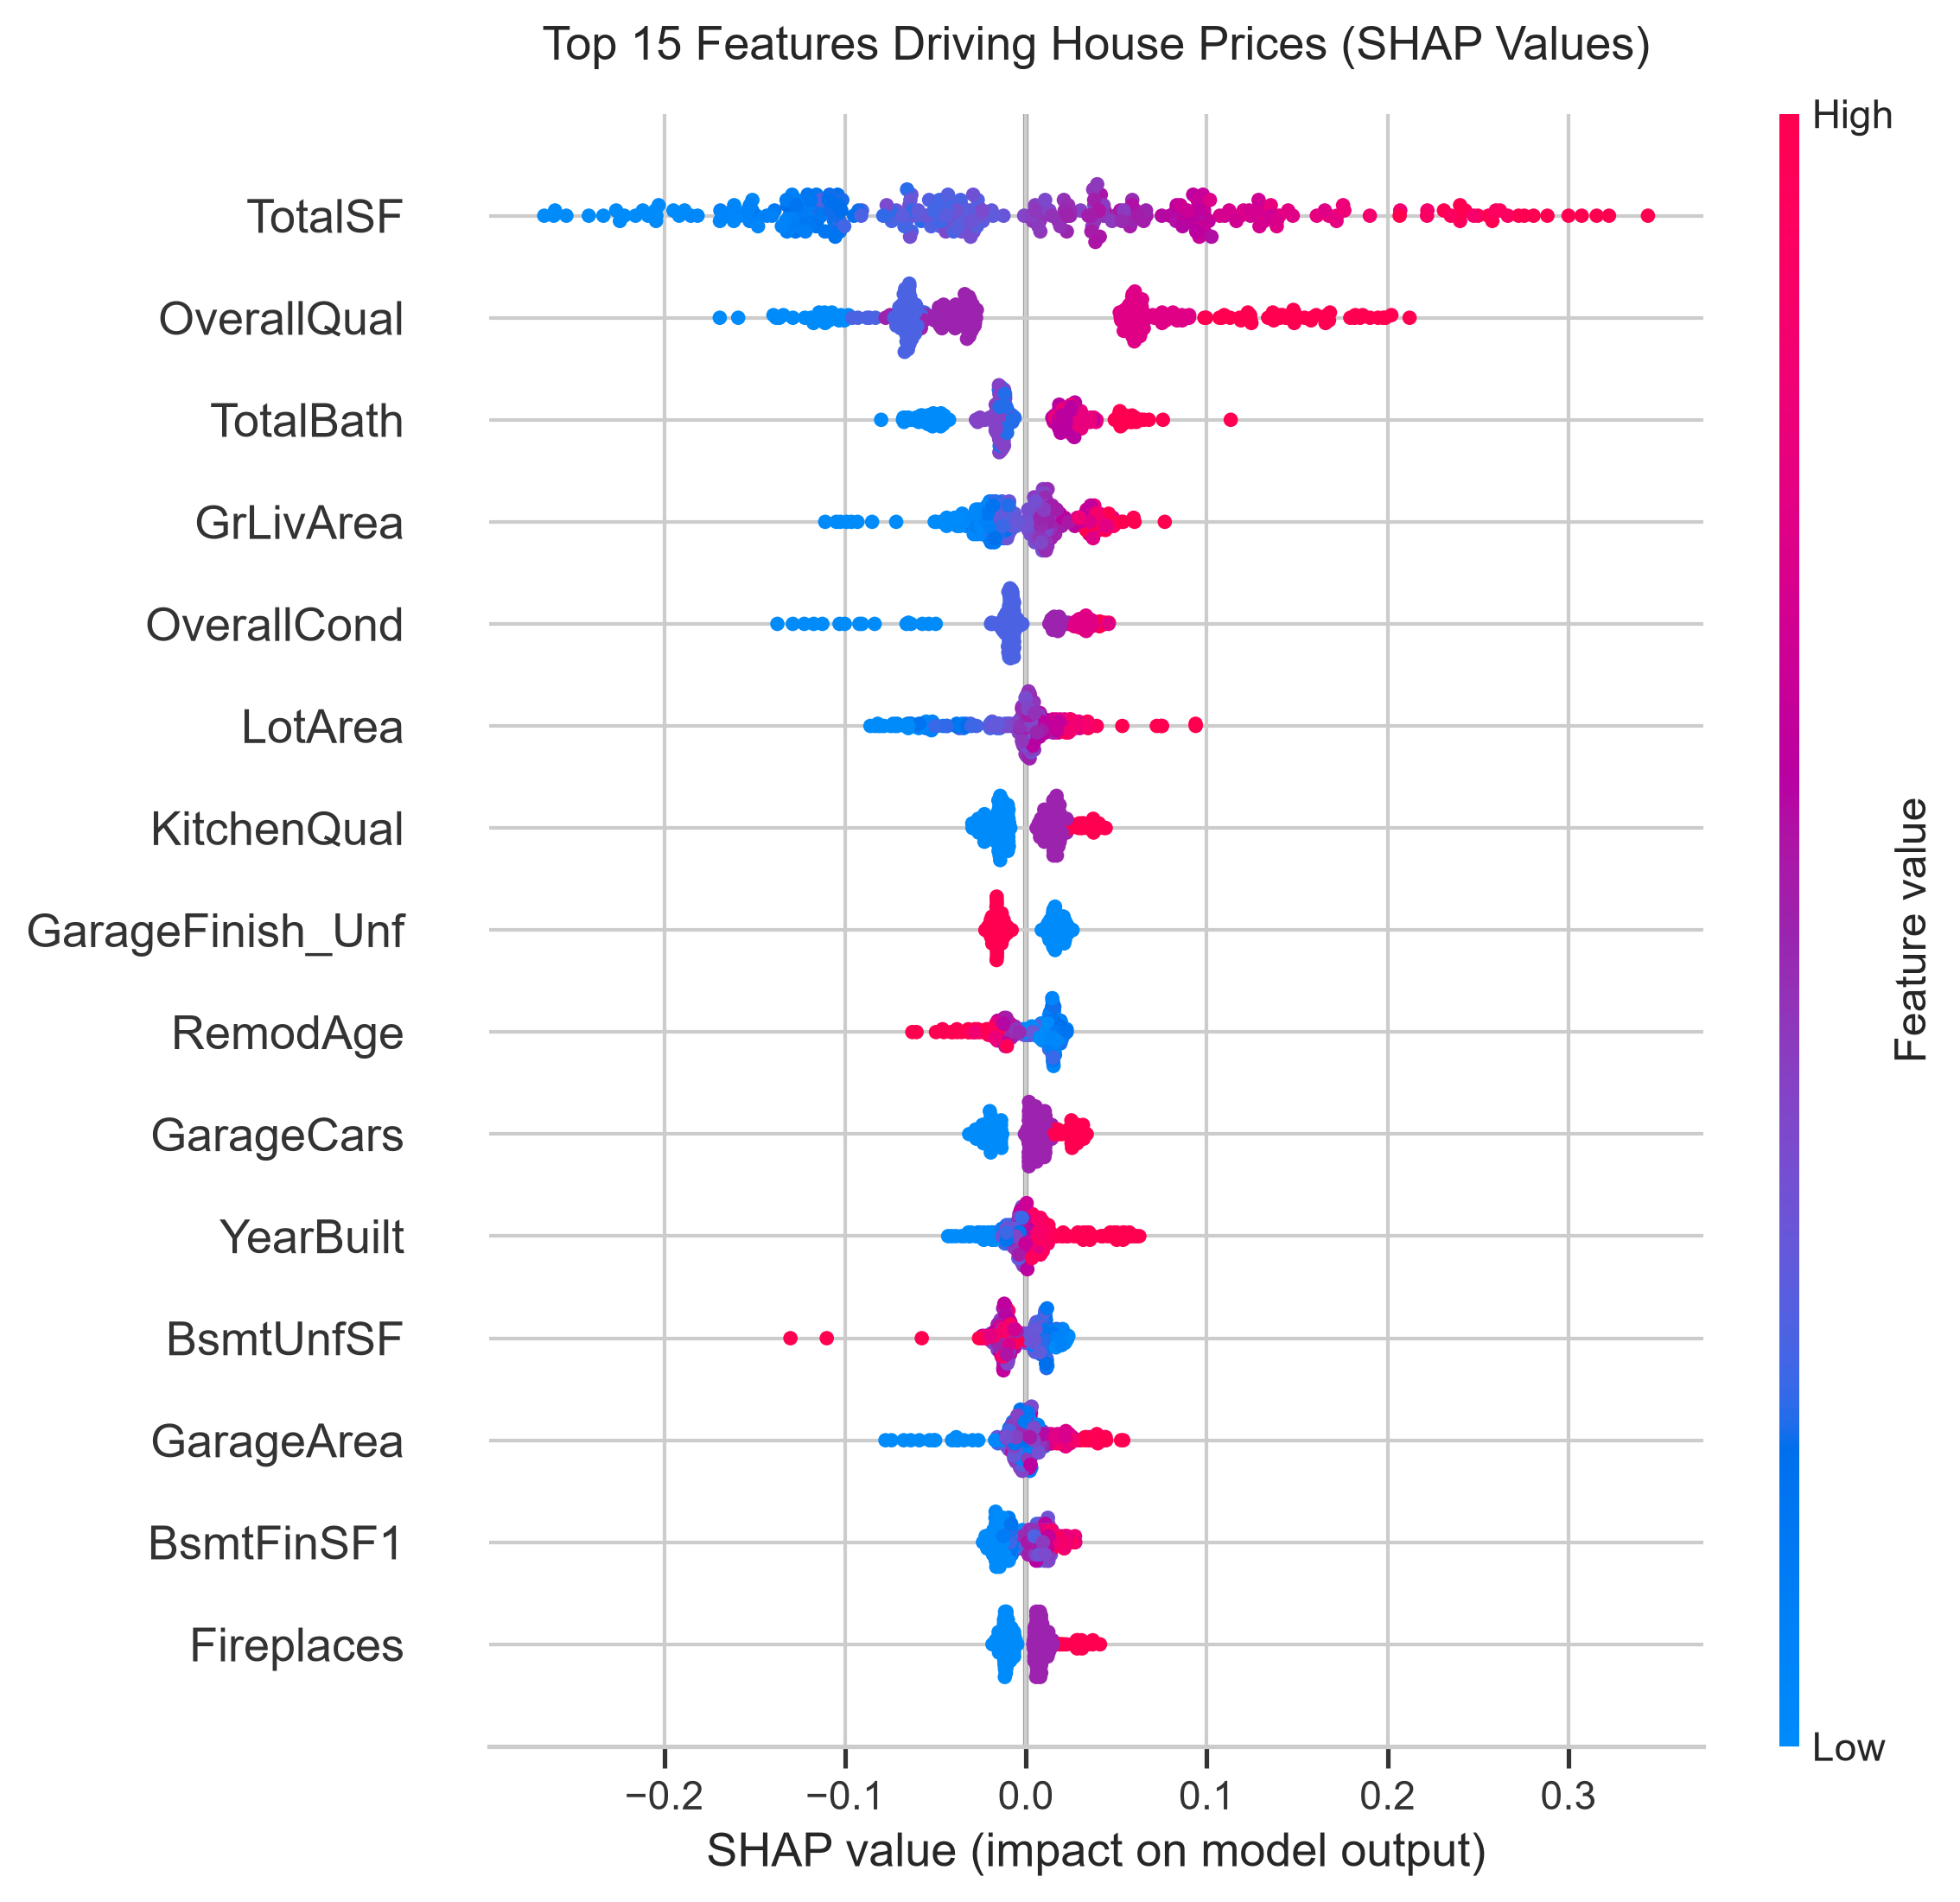 Top 15 Features Driving House Prices (SHAP Values)
High
TotalSF
OverallQual
TotalBath
GrLivArea
OverallCond
LotArea
KitchenQual
GarageFinish_Unf
RemodAge
GarageCars
YearBuilt
BsmtUnfSF
GarageArea
BsmtFinSF1
Fireplaces
Feature value
Low
−0.2 −0.1 0.0 0.1 0.2 0.3
SHAP value (impact on model output)